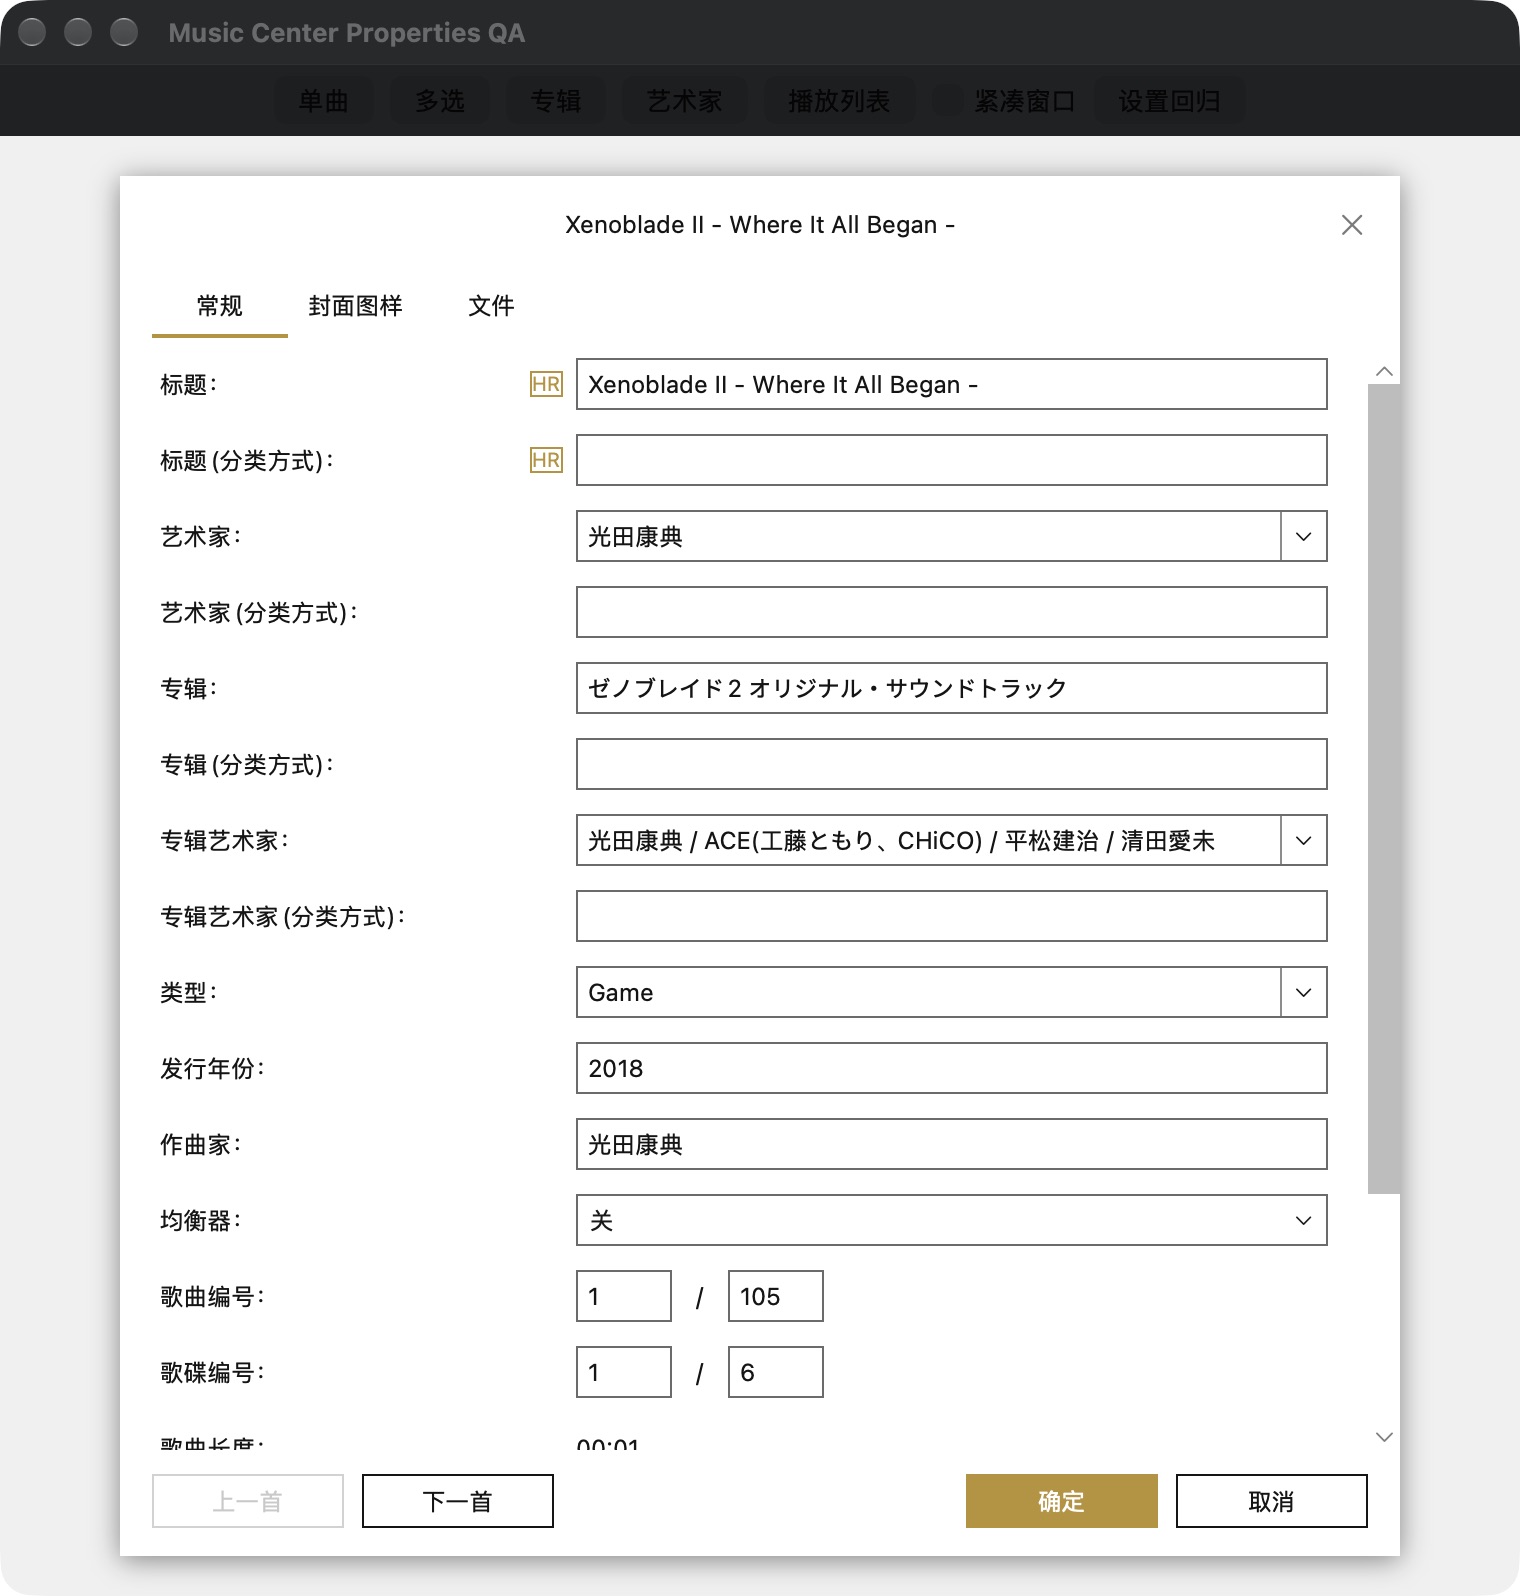 Music Center Properties QA
单曲 多选 专辑 艺术家 播放列表 紧凑窗口 设置回归
Xenoblade II - Where It All Began -
常规 封面图样 文件
标题: HR Xenoblade II - Where It All Began -
标题 (分类方式): HR
艺术家: 光田康典
艺术家 (分类方式):
专辑: ゼノブレイド2 オリジナル・サウンドトラック
专辑 (分类方式):
专辑艺术家: 光田康典 / ACE(工藤ともり、CHiCO) / 平松建治 / 清田愛未
专辑艺术家 (分类方式):
类型: Game
发行年份: 2018
作曲家: 光田康典
均衡器: 关
歌曲编号: 1 / 105
歌碟编号: 1 / 6
歌曲长度: 00:01
上一首 下一首 确定 取消